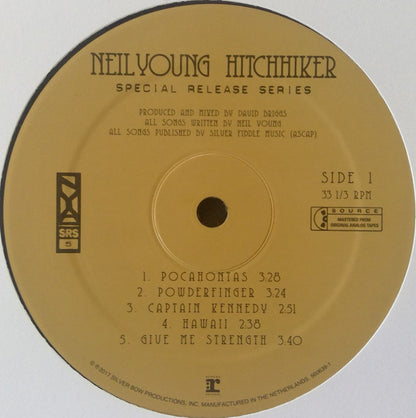 NEIL YOUNG HITCHHIKER
SPECIAL RELEASE SERIES
PRODUCED AND MIXED BY DAVID BRIGGS
ALL SONGS WRITTEN BY NEIL YOUNG
ALL SONGS PUBLISHED BY SILVER FIDDLE MUSIC (ASCAP)
SIDE 1
33 1/3 RPM
SRS
5
SOURCE
MASTERED FROM
ORIGINAL ANALOG TAPES
1. POCAHONTAS 3:28
2. POWDERFINGER 3:24
3. CAPTAIN KENNEDY 2:51
4. HAWAII 2:38
5. GIVE ME STRENGTH 3:40
℗©2017 SILVER BOW PRODUCTIONS, INC. MANUFACTURED IN THE NETHERLANDS. 560639-1
r